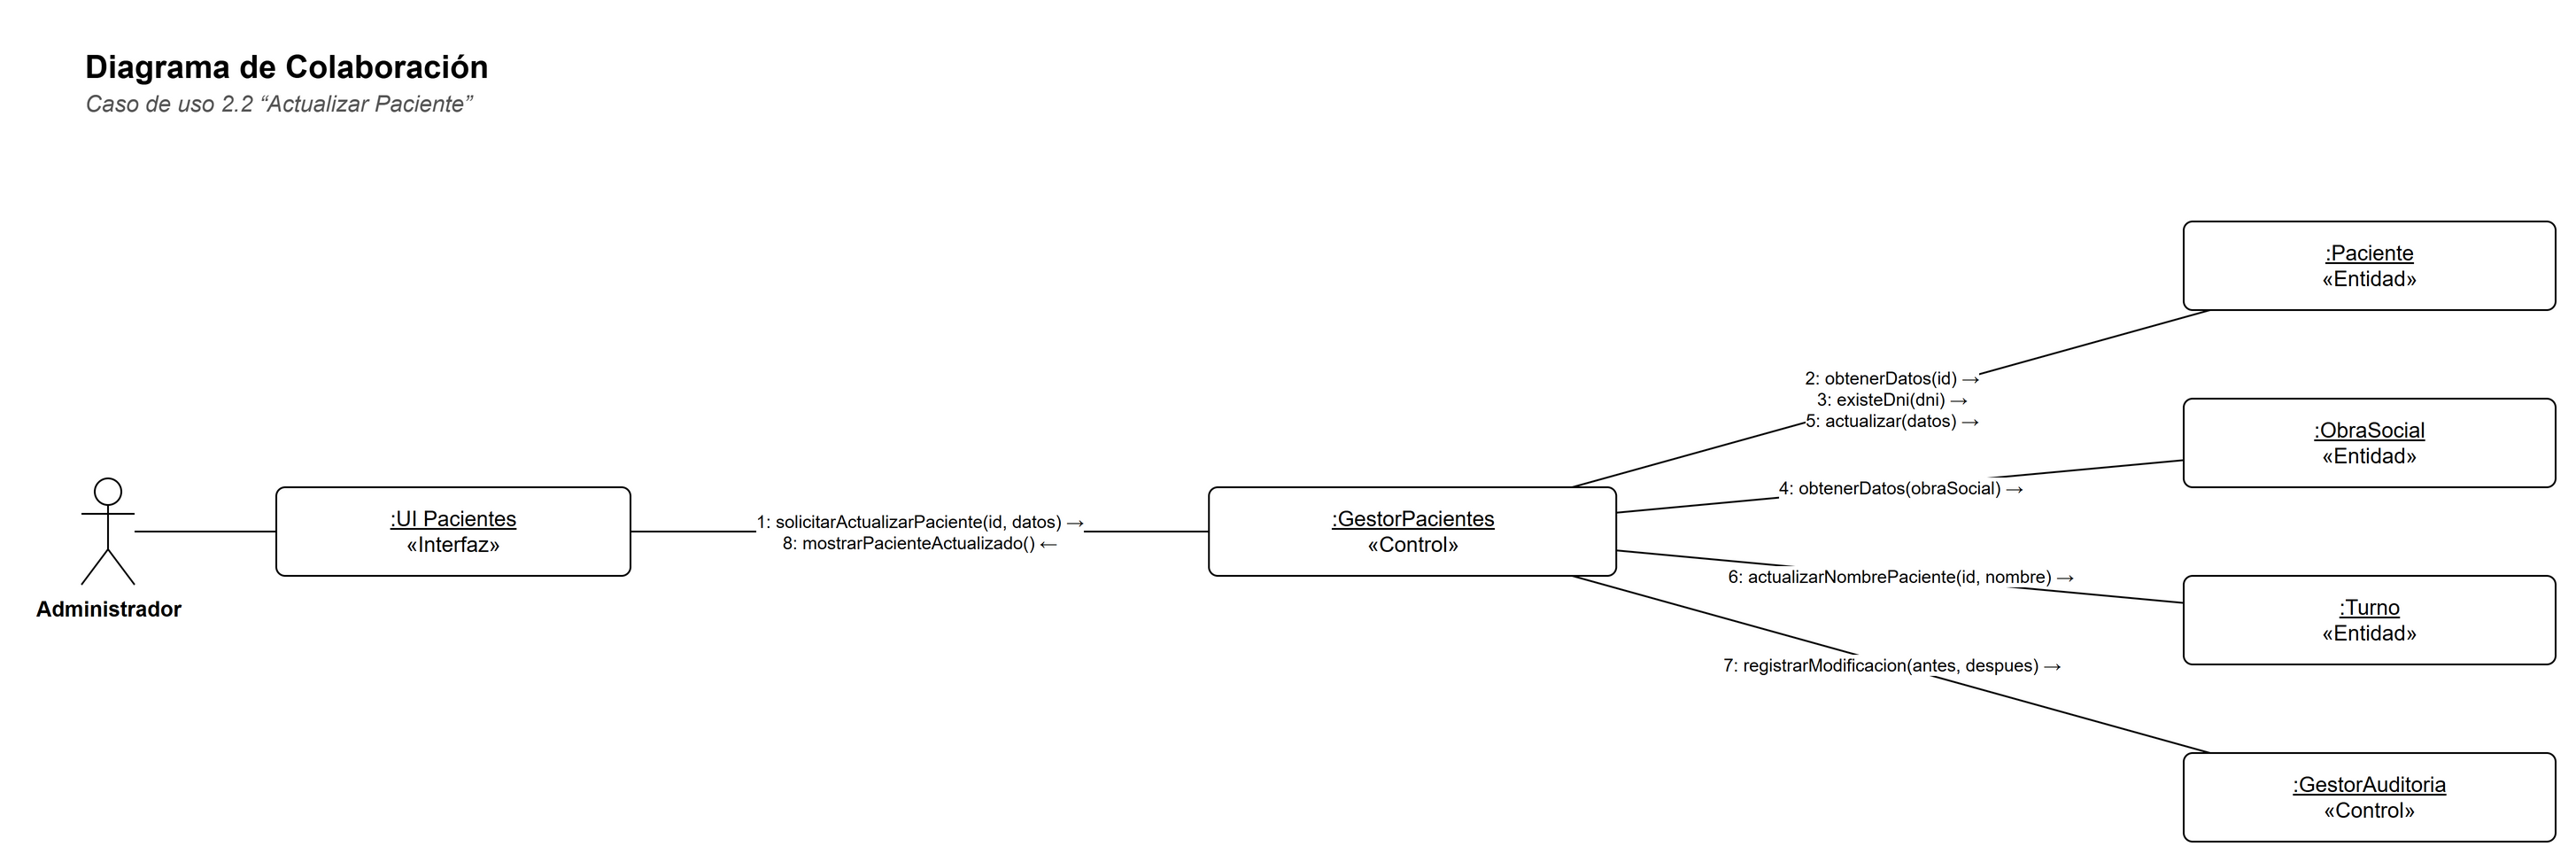 Diagrama de Colaboración
Caso de uso 2.2 “Actualizar Paciente”
:Paciente
«Entidad»
2: obtenerDatos(id) →
3: existeDni(dni) →
5: actualizar(datos) →
:ObraSocial
«Entidad»
4: obtenerDatos(obraSocial) →
:UI Pacientes
«Interfaz»
1: solicitarActualizarPaciente(id, datos) →
8: mostrarPacienteActualizado() ←
:GestorPacientes
«Control»
6: actualizarNombrePaciente(id, nombre) →
:Turno
«Entidad»
Administrador
7: registrarModificacion(antes, despues) →
:GestorAuditoria
«Control»